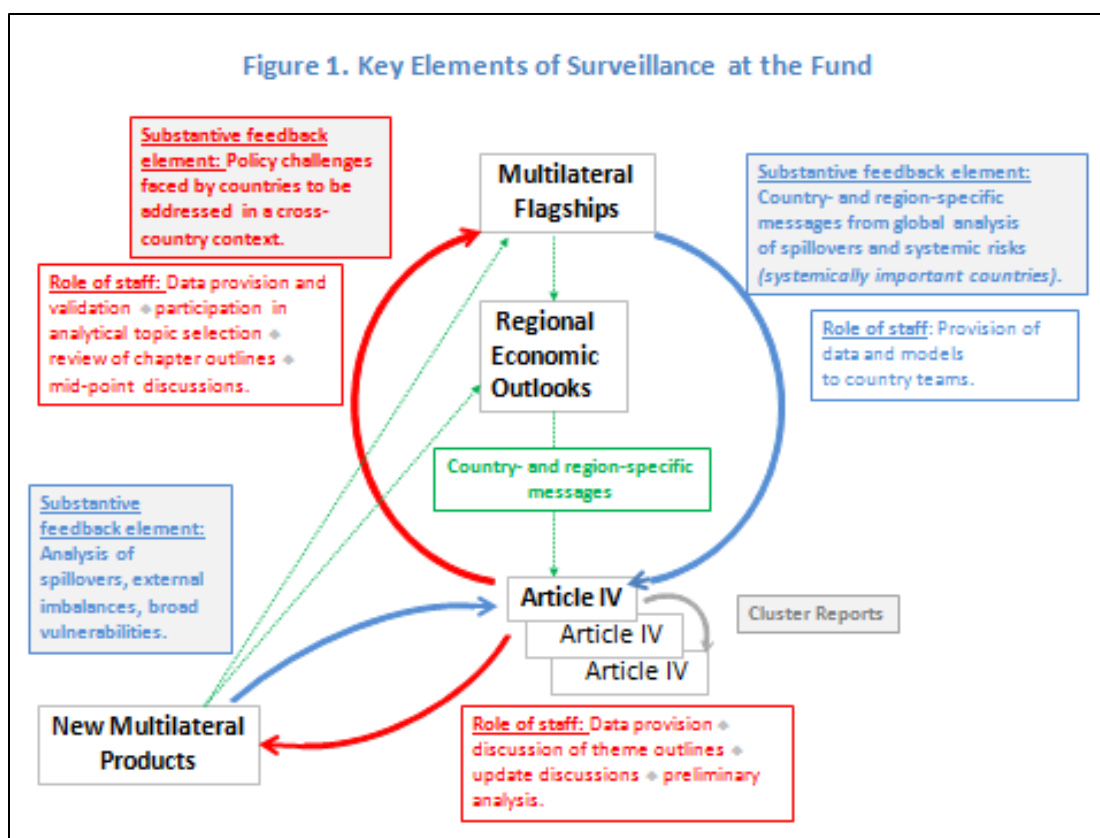 Figure 1. Key Elements of Surveillance at the Fund
Substantive feedback
element: Policy challenges
faced by countries to be
addressed in a cross-
country context.
Multilateral
Flagships
Substantive feedback element:
Country- and region-specific
messages from global analysis
of spillovers and systemic risks
(systemically important countries).
Role of staff: Data provision and
validation ◆ participation in
analytical topic selection ◆
review of chapter outlines ◆
mid-point discussions.
Regional
Economic
Outlooks
Role of staff: Provision of
data and models
to country teams.
Country- and region-specific
messages
Substantive
feedback element:
Analysis of
spillovers, external
imbalances, broad
vulnerabilities.
Article IV
Article IV
Article IV
Cluster Reports
New Multilateral
Products
Role of staff: Data provision ◆
discussion of theme outlines ◆
update discussions ◆ preliminary
analysis.